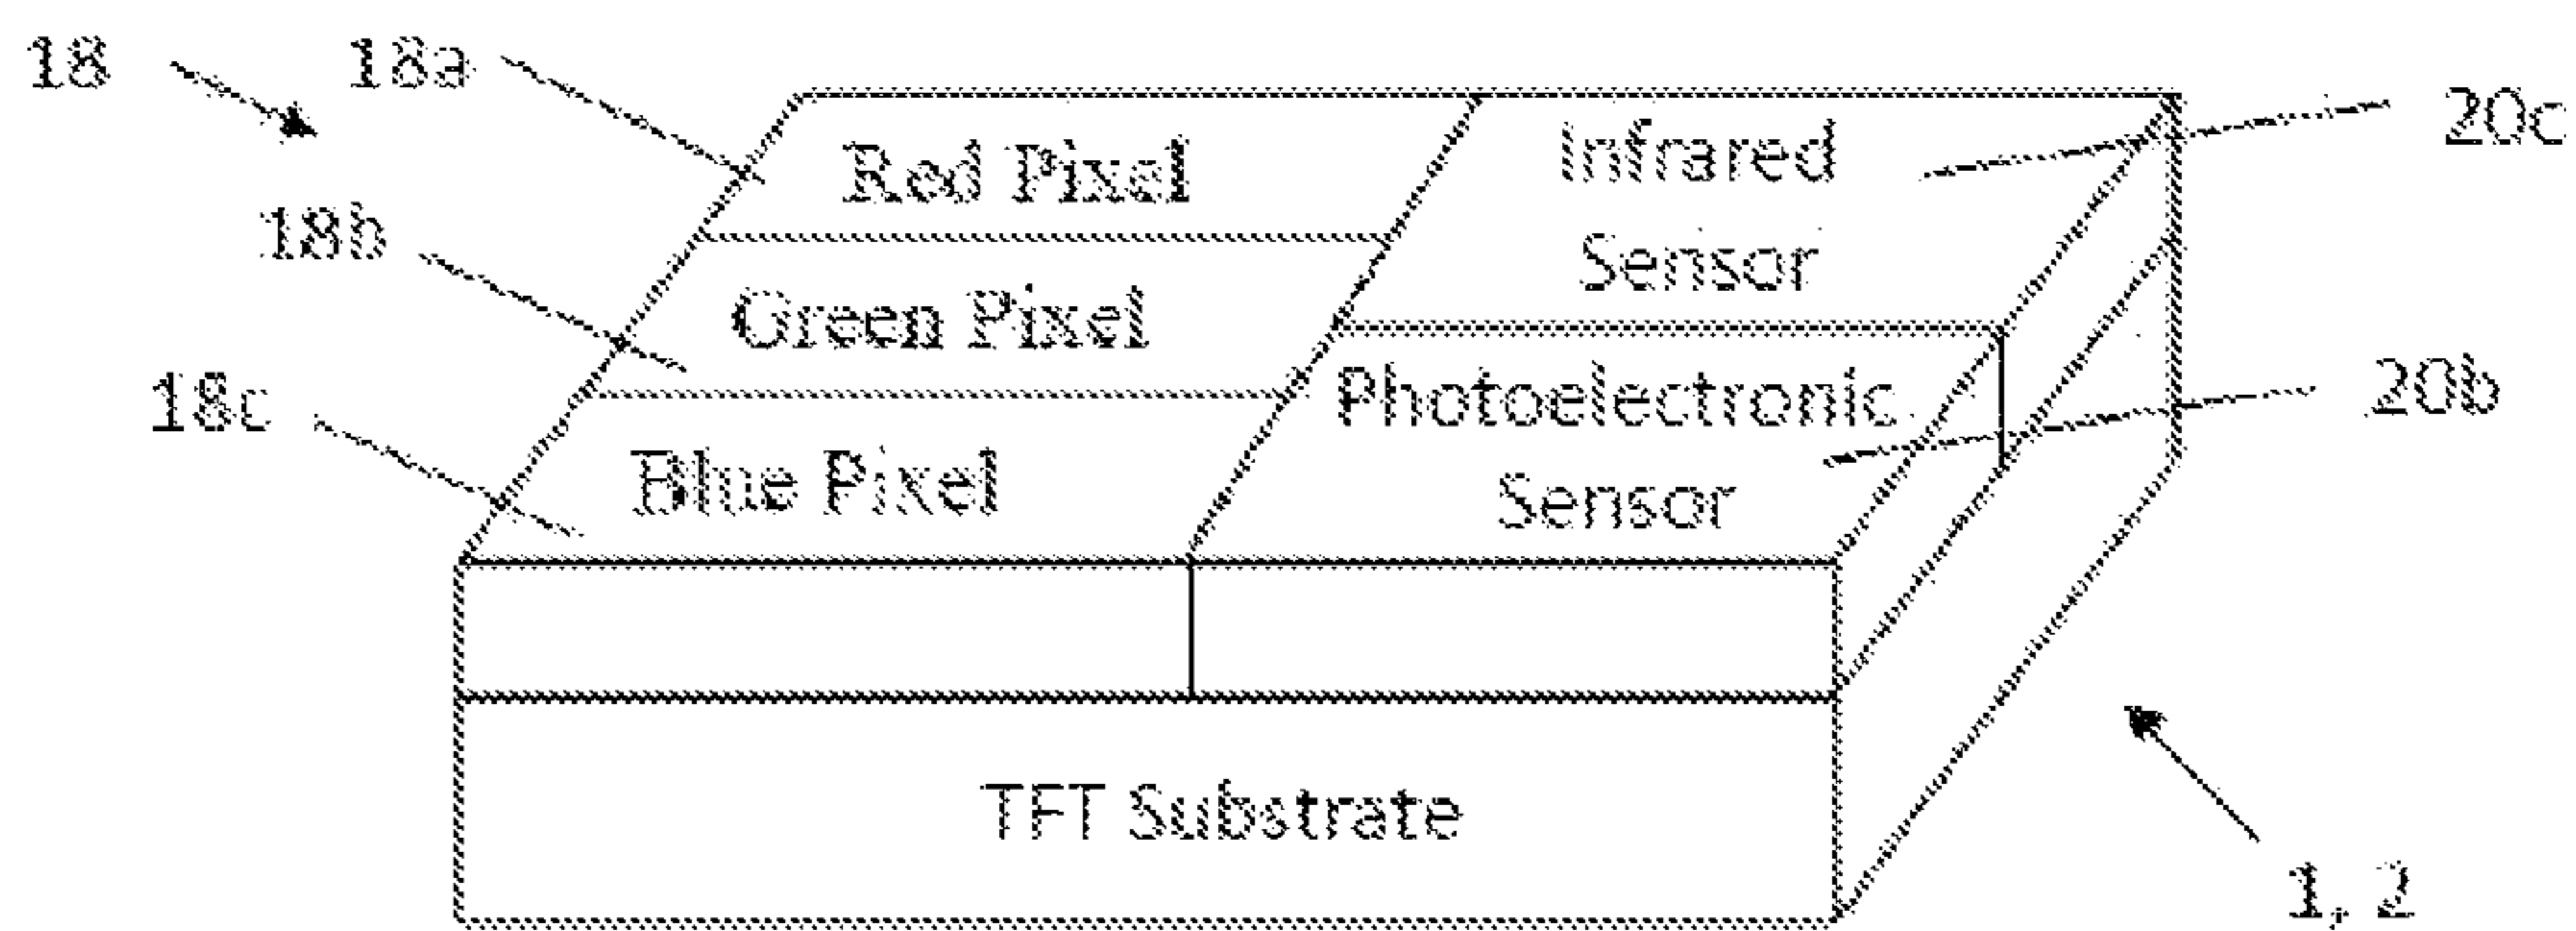 18
18a
Red Pixel
Infrared
Sensor
20c
18b
Green Pixel
18c
Blue Pixel
Photoelectronic
Sensor
20b
TFT Substrate
1, 2